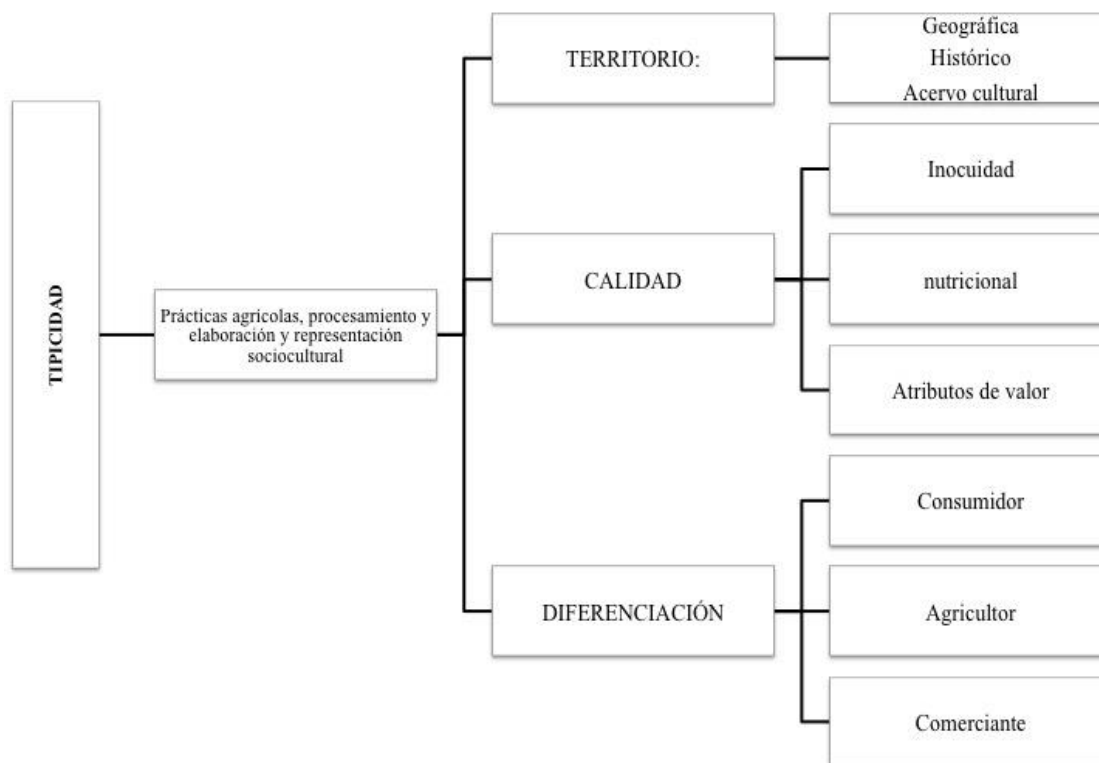 TIPICIDAD
Prácticas agrícolas, procesamiento y
elaboración y representación
sociocultural
TERRITORIO:
Geográfica
Histórico
Acervo cultural
CALIDAD
Inocuidad
nutricional
Atributos de valor
DIFERENCIACIÓN
Consumidor
Agricultor
Comerciante